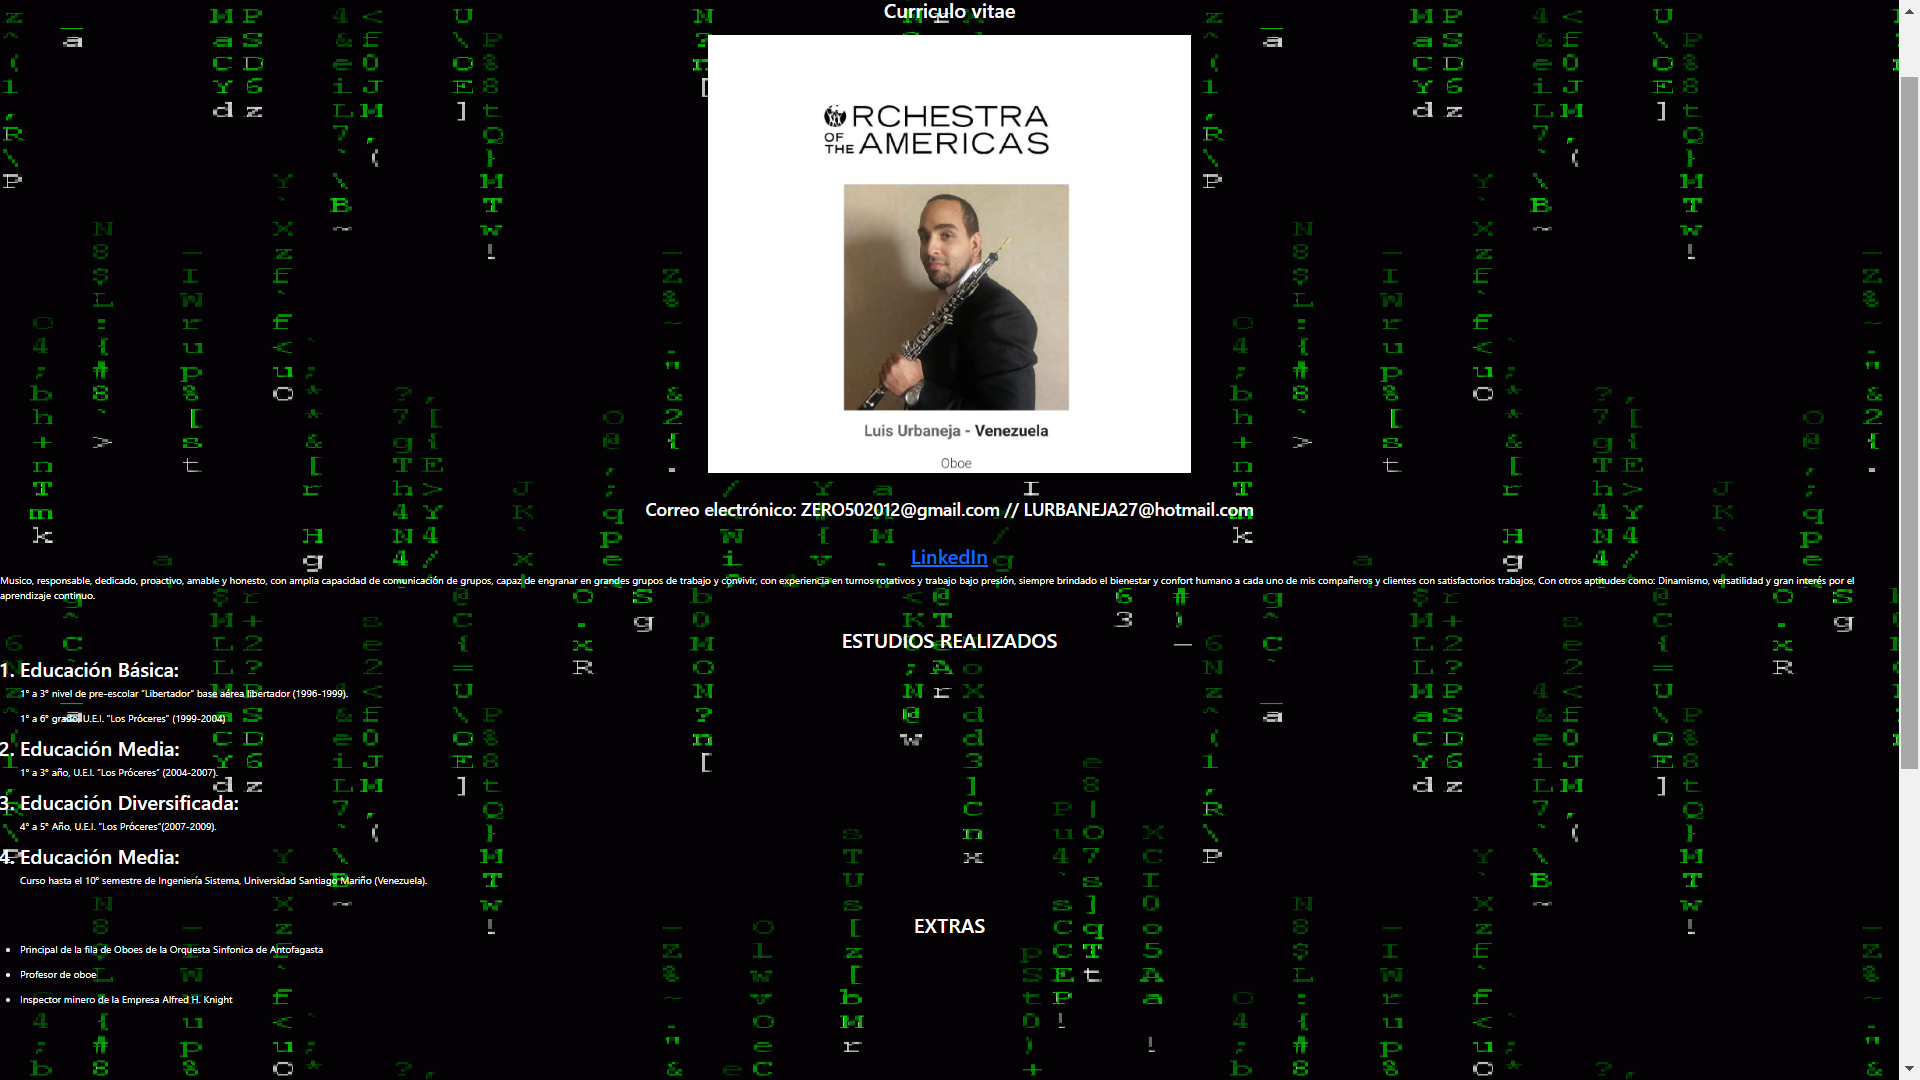 Curriculo vitae
ORCHESTRA
OF THE AMERICAS
Luis Urbaneja - Venezuela
Oboe
Correo electrónico: ZERO502012@gmail.com // LURBANEJA27@hotmail.com
LinkedIn
Musico, responsable, dedicado, proactivo, amable y honesto, con amplia capacidad de comunicación de grupos, capaz de engranar en grandes grupos de trabajo y convivir, con experiencia en turnos rotativos y trabajo bajo presión, siempre brindado el bienestar y confort humano a cada uno de mis compañeros y clientes con satisfactorios trabajos, Con otros aptitudes como: Dinamismo, versatilidad y gran interés por el
aprendizaje continuo.
ESTUDIOS REALIZADOS
1. Educación Básica:
1° a 3° nivel de pre-escolar “Libertador” base aérea libertador (1996-1999).
1° a 6° grado, U.E.I. “Los Próceres” (1999-2004)
2. Educación Media:
1° a 3° año, U.E.I. “Los Próceres” (2004-2007).
3. Educación Diversificada:
4° a 5° Año, U.E.I. “Los Próceres”(2007-2009).
4. Educación Media:
Curso hasta el 10° semestre de Ingeniería Sistema, Universidad Santiago Mariño (Venezuela).
EXTRAS
• Principal de la fila de Oboes de la Orquesta Sinfonica de Antofagasta
• Profesor de oboe
• Inspector minero de la Empresa Alfred H. Knight